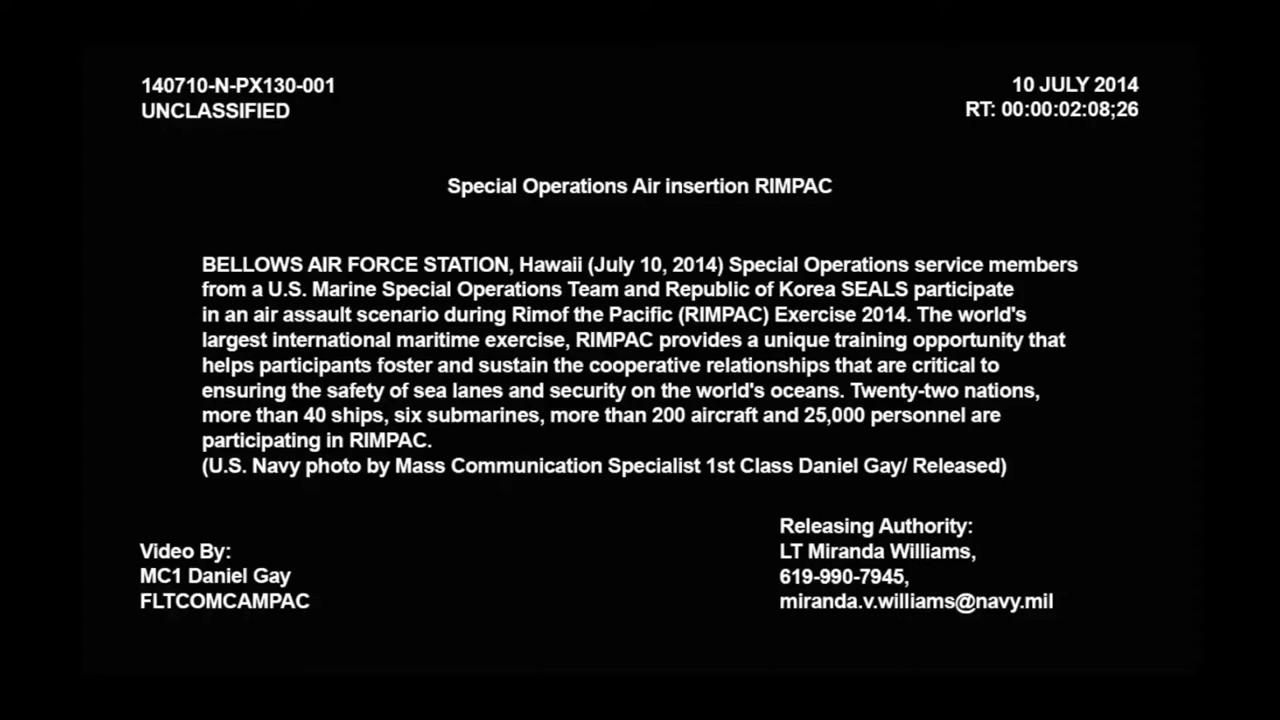 140710-N-PX130-001
UNCLASSIFIED
10 JULY 2014
RT: 00:00:02:08;26
Special Operations Air insertion RIMPAC
BELLOWS AIR FORCE STATION, Hawaii (July 10, 2014) Special Operations service members
from a U.S. Marine Special Operations Team and Republic of Korea SEALS participate
in an air assault scenario during Rimof the Pacific (RIMPAC) Exercise 2014. The world's
largest international maritime exercise, RIMPAC provides a unique training opportunity that
helps participants foster and sustain the cooperative relationships that are critical to
ensuring the safety of sea lanes and security on the world's oceans. Twenty-two nations,
more than 40 ships, six submarines, more than 200 aircraft and 25,000 personnel are
participating in RIMPAC.
(U.S. Navy photo by Mass Communication Specialist 1st Class Daniel Gay/ Released)
Video By:
MC1 Daniel Gay
FLTCOMCAMPAC
Releasing Authority:
LT Miranda Williams,
619-990-7945,
miranda.v.williams@navy.mil